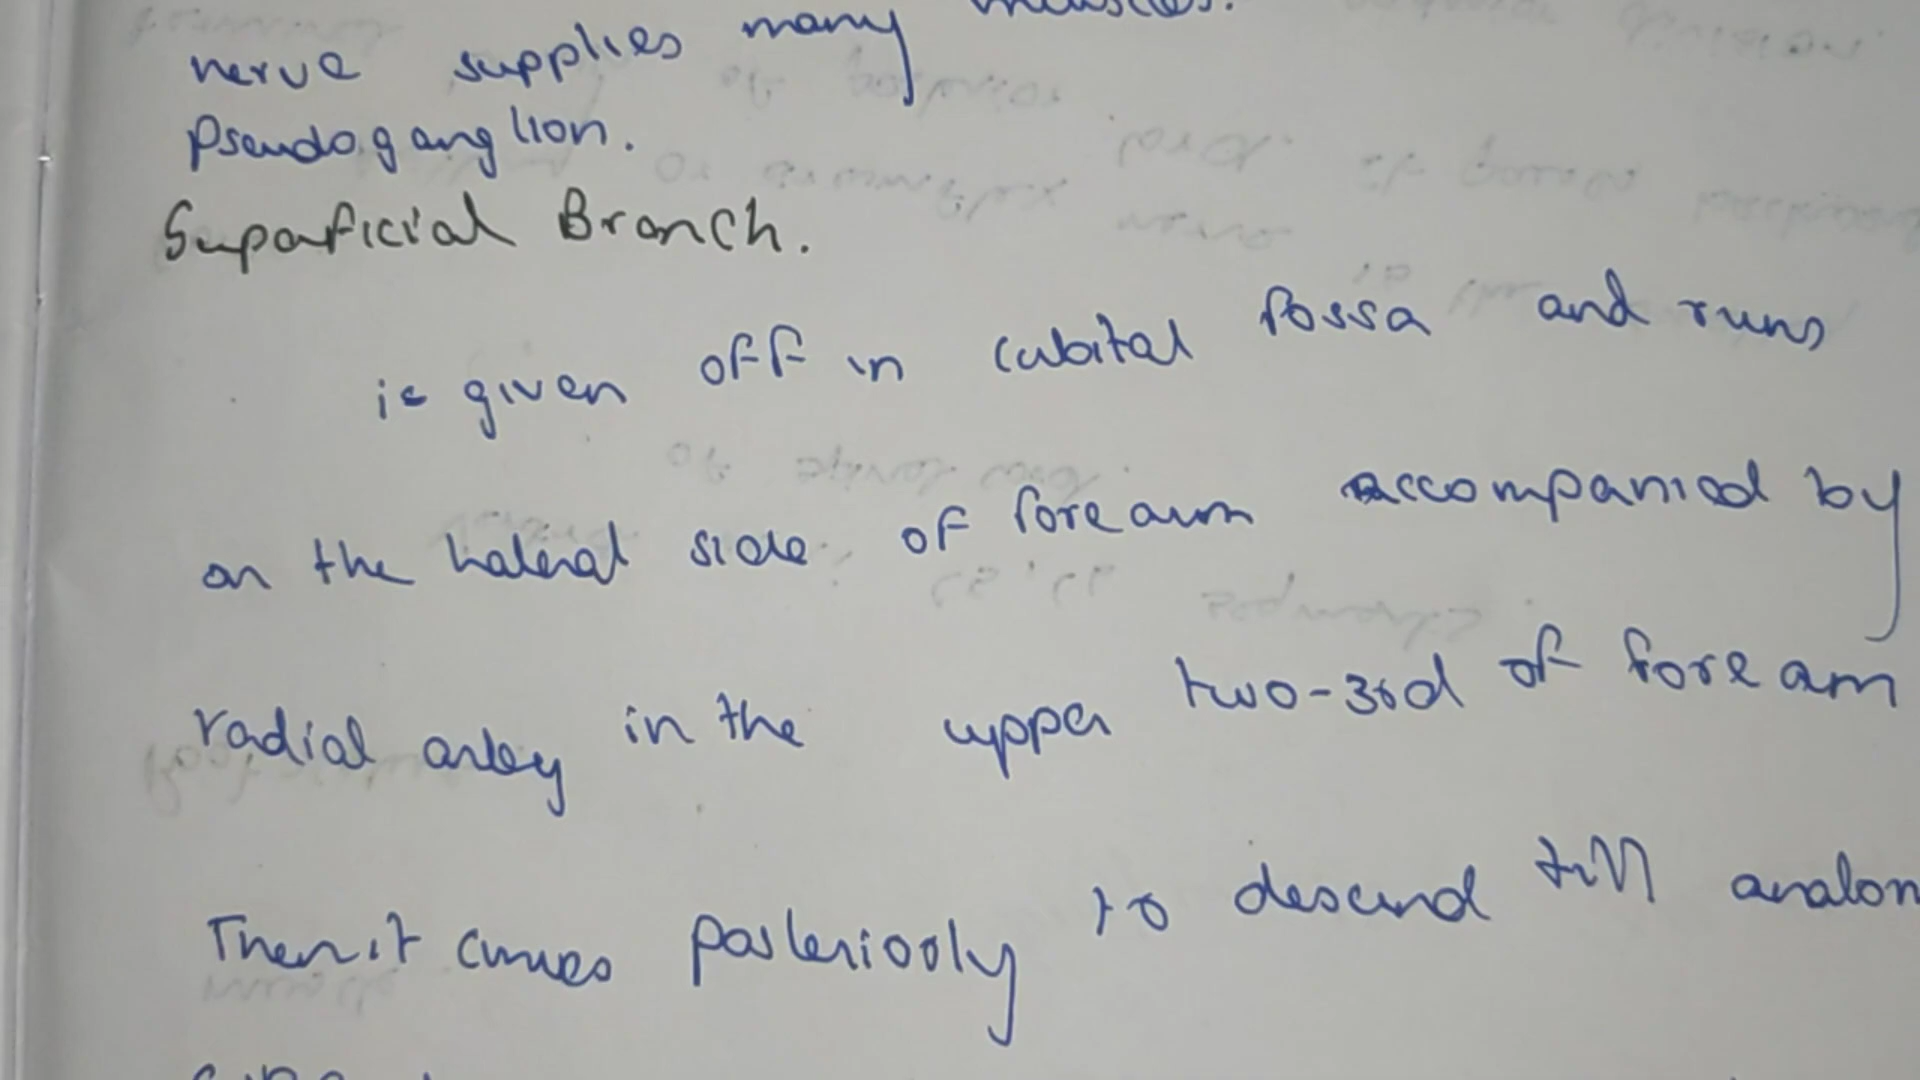 nerve supplies many muscles.
Pseudoganglion.
Superficial Branch.
is given off in cubital fossa and runs
on the lateral side of forearm accompanied by
radial artery in the upper two-3rd of forearm
Then it curves posteriorly to descend till